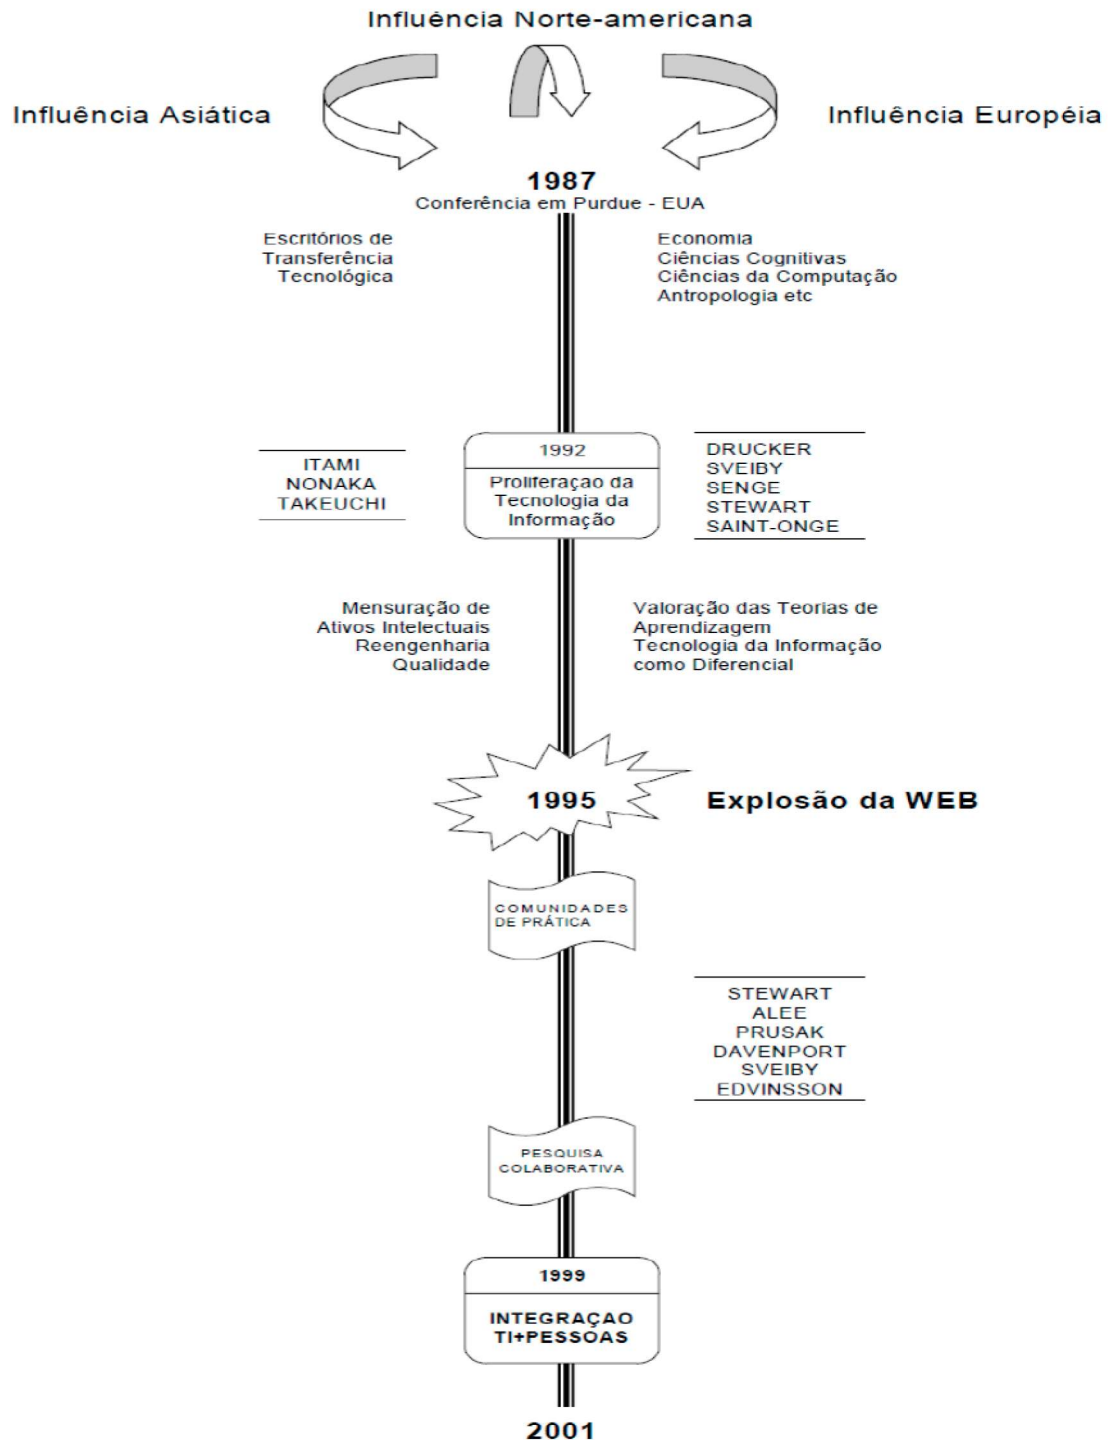 Influência Norte-americana
Influência Asiática
Influência Européia
1987
Conferência em Purdue - EUA
Escritórios de
Transferência
Tecnológica
Economia
Ciências Cognitivas
Ciências da Computação
Antropologia etc
ITAMI
NONAKA
TAKEUCHI
1992
Proliferaçao da
Tecnologia da
Informação
DRUCKER
SVEIBY
SENGE
STEWART
SAINT-ONGE
Mensuração de
Ativos Intelectuais
Reengenharia
Qualidade
Valoração das Teorias de
Aprendizagem
Tecnologia da Informação
como Diferencial
1995
Explosão da WEB
COMUNIDADES
DE PRÁTICA
STEWART
ALEE
PRUSAK
DAVENPORT
SVEIBY
EDVINSSON
PESQUISA
COLABORATIVA
1999
INTEGRAÇAO
TI+PESSOAS
2001